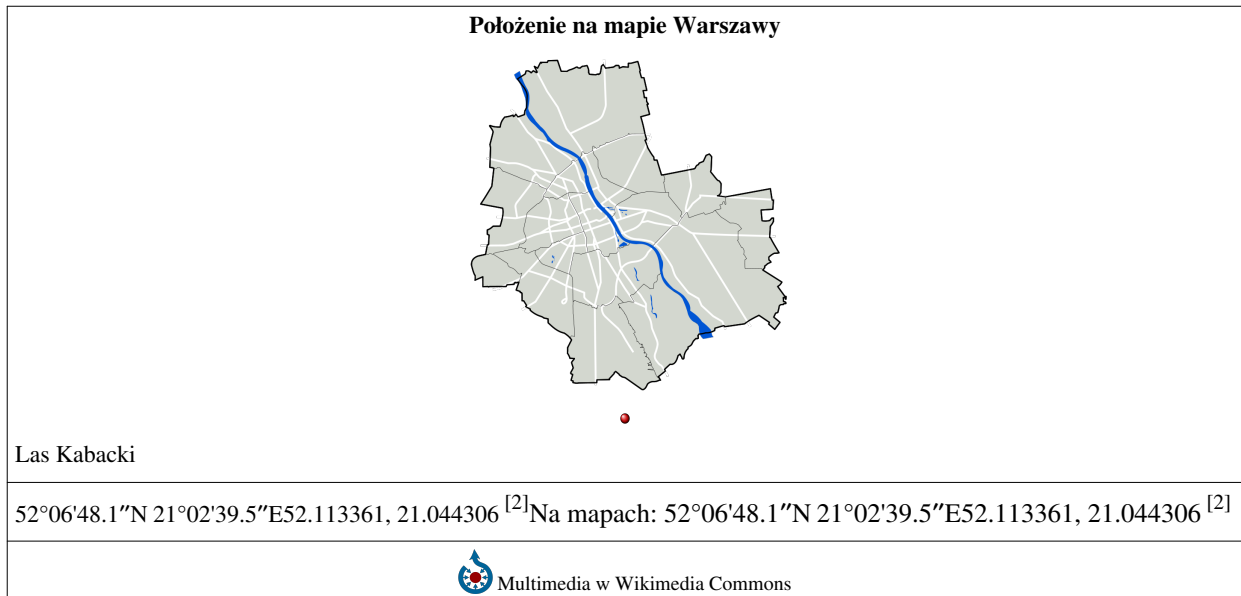 Położenie na mapie Warszawy
Las Kabacki
52°06′48.1″N 21°02′39.5″E52.113361, 21.044306 [2]Na mapach: 52°06′48.1″N 21°02′39.5″E52.113361, 21.044306 [2]
Multimedia w Wikimedia Commons